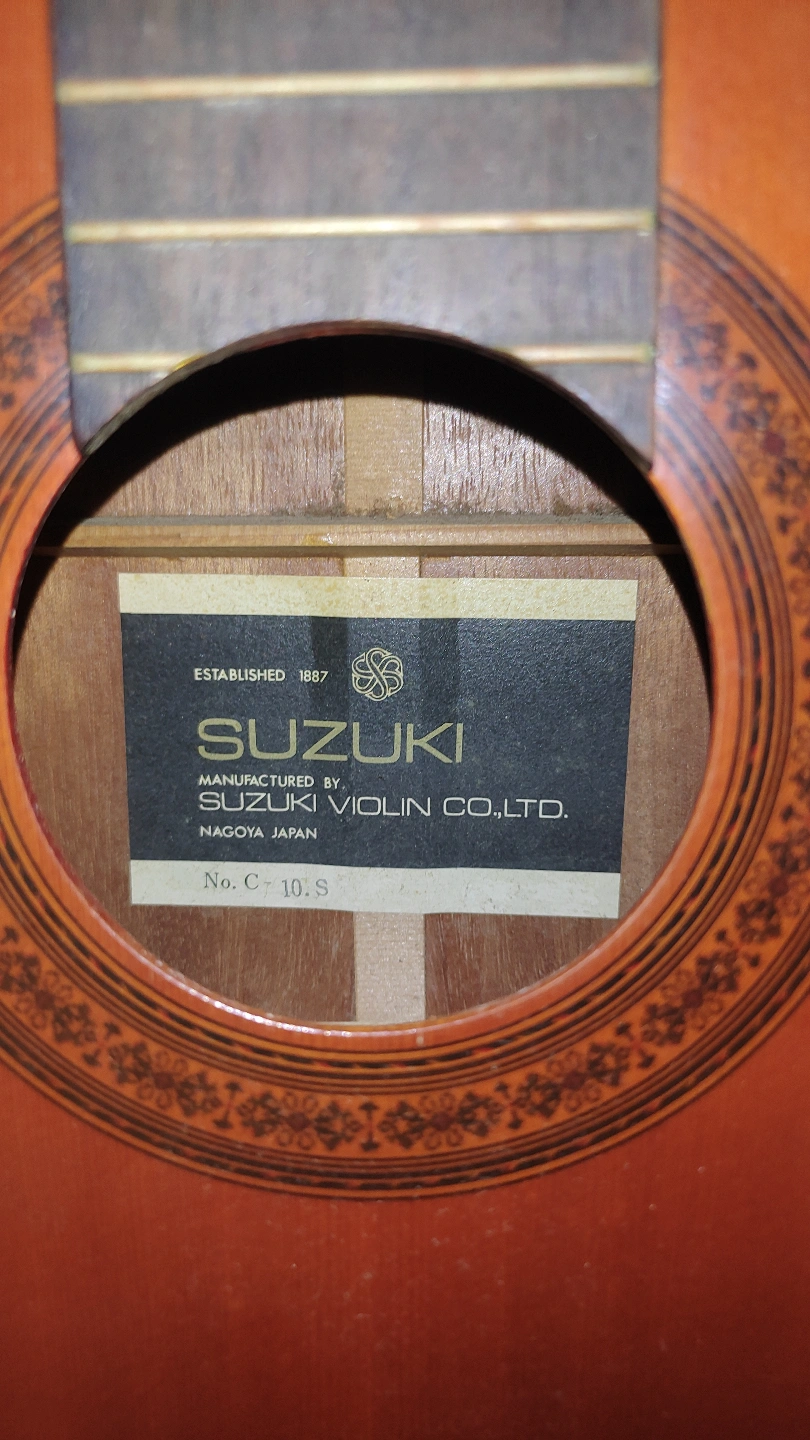 ESTABLISHED 1887
SUZUKI
MANUFACTURED BY
SUZUKI VIOLIN CO.,LTD.
NAGOYA JAPAN
No. C- 10. S